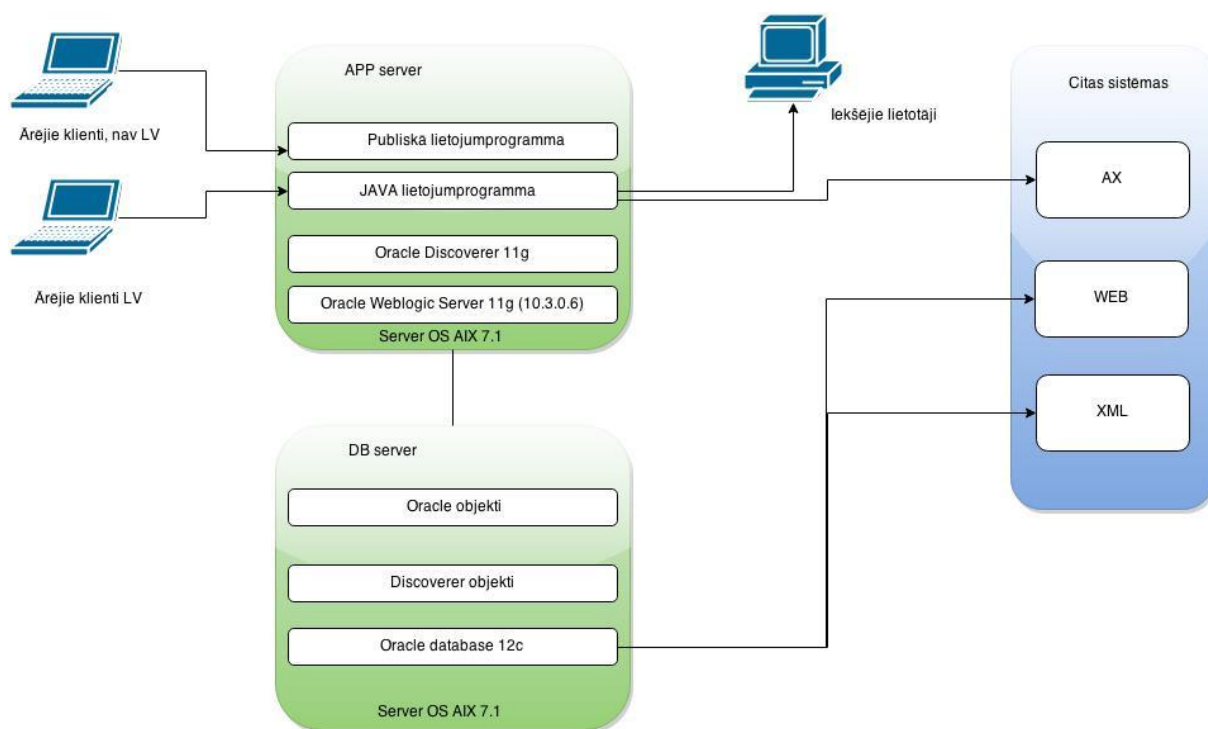 Ārējie klienti, nav LV
Ārējie klienti LV
APP server
Publiskā lietojumprogramma
JAVA lietojumprogramma
Oracle Discoverer 11g
Oracle Weblogic Server 11g (10.3.0.6)
Server OS AIX 7.1
DB server
Oracle objekti
Discoverer objekti
Oracle database 12c
Server OS AIX 7.1
Iekšējie lietotāji
Citas sistēmas
AX
WEB
XML